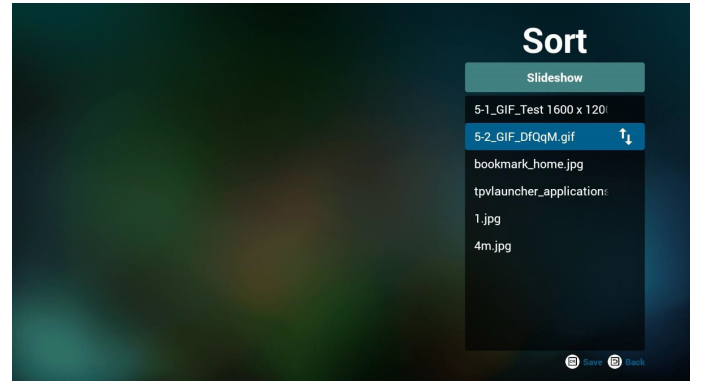 Sort
Slideshow
5-1_GIF_Test 1600 x 120
5-2_GIF_DfQqM.gif
bookmark_home.jpg
tpvlauncher_applications
1.jpg
4m.jpg
Save Back